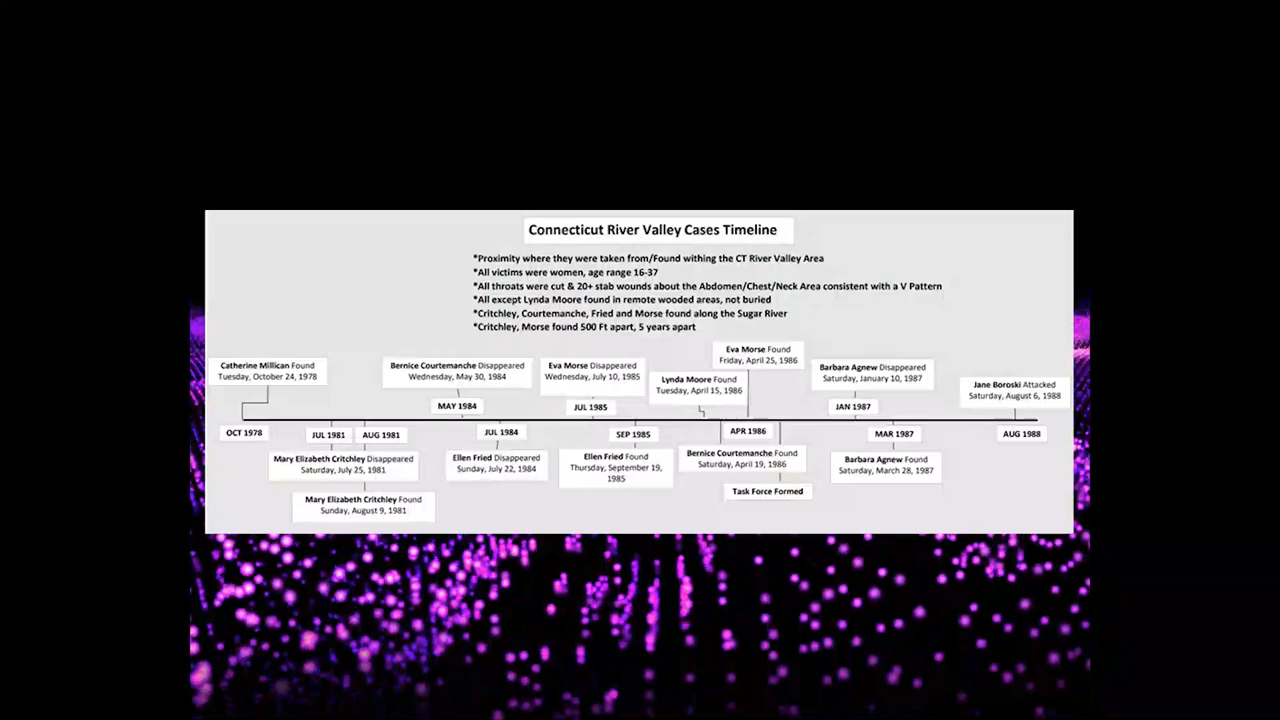 Connecticut River Valley Cases Timeline
*Proximity where they were taken from/Found withing the CT River Valley Area
*All victims were women, age range 16-37
*All throats were cut & 20+ stab wounds about the Abdomen/Chest/Neck Area consistent with a V Pattern
*All except Lynda Moore found in remote wooded areas, not buried
*Critchley, Courtemanche, Fried and Morse found along the Sugar River
*Critchley, Morse found 500 Ft apart, 5 years apart
Catherine Millican Found
Tuesday, October 24, 1978
Bernice Courtemanche Disappeared
Wednesday, May 30, 1984
Eva Morse Disappeared
Wednesday, July 10, 1985
Lynda Moore Found
Tuesday, April 15, 1986
Eva Morse Found
Friday, April 25, 1986
Barbara Agnew Disappeared
Saturday, January 10, 1987
Jane Boroski Attacked
Saturday, August 6, 1988
MAY 1984
JUL 1985
JAN 1987
OCT 1978
JUL 1981
AUG 1981
JUL 1984
SEP 1985
APR 1986
MAR 1987
AUG 1988
Mary Elizabeth Critchley Disappeared
Saturday, July 25, 1981
Ellen Fried Disappeared
Sunday, July 22, 1984
Ellen Fried Found
Thursday, September 19,
1985
Bernice Courtemanche Found
Saturday, April 19, 1986
Barbara Agnew Found
Saturday, March 28, 1987
Mary Elizabeth Critchley Found
Sunday, August 9, 1981
Task Force Formed